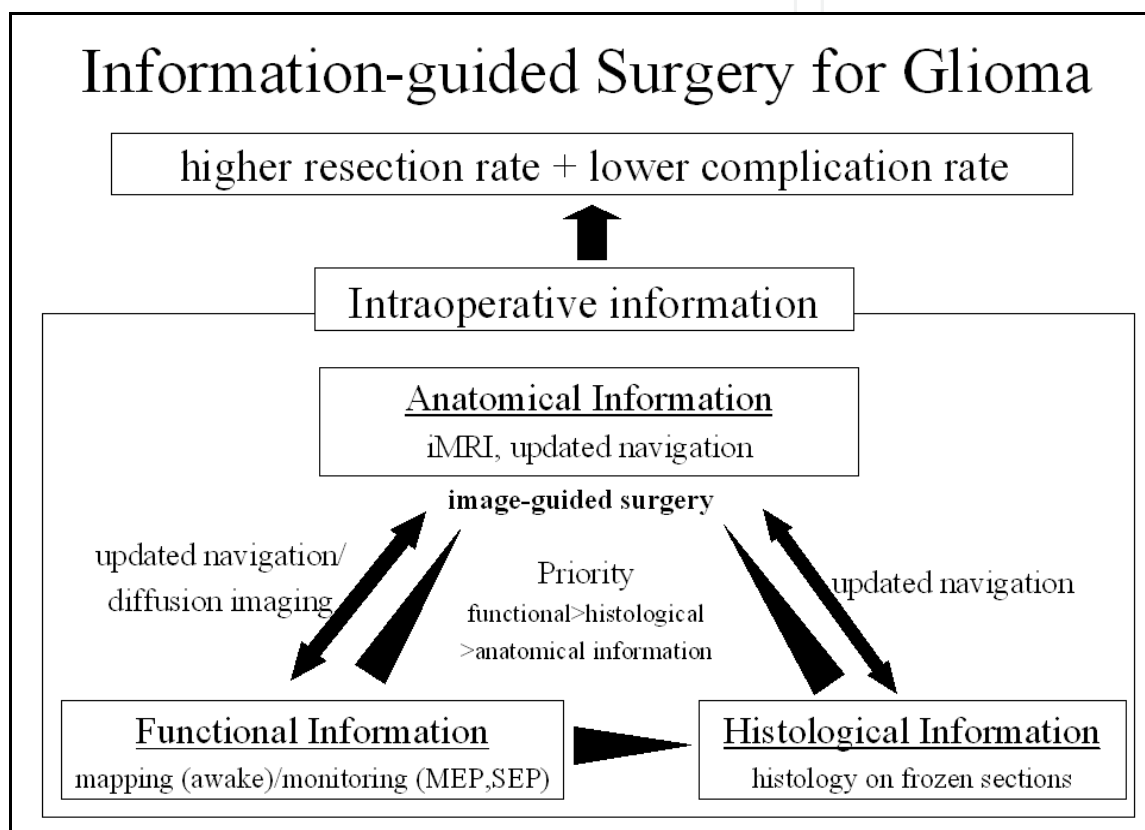 Information-guided Surgery for Glioma
higher resection rate + lower complication rate
Intraoperative information
Anatomical Information
iMRI, updated navigation
image-guided surgery
updated navigation/
diffusion imaging
Priority
functional>histological
>anatomical information
updated navigation
Functional Information
mapping (awake)/monitoring (MEP,SEP)
Histological Information
histology on frozen sections